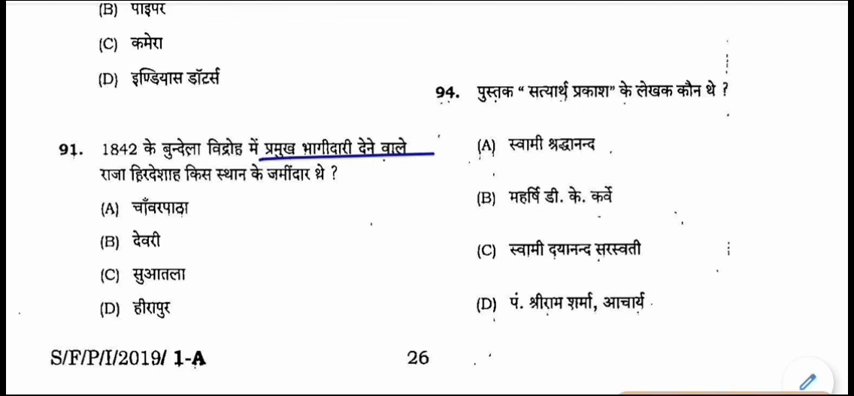 (B) पाइपर
(C) कमेरा
(D) इण्डियास डॉटर्स
91. 1842 के बुन्देला विद्रोह में प्रमुख भागीदारी देने वाले
राजा हिरदेशाह किस स्थान के जमींदार थे ?
(A) चाँवरपाठा
(B) देवरी
(C) सुआतला
(D) हीरापुर
94. पुस्तक “ सत्यार्थ प्रकाश” के लेखक कौन थे ?
(A) स्वामी श्रद्धानन्द
(B) महर्षि डी. के. कर्वे
(C) स्वामी दयानन्द सरस्वती
(D) पं. श्रीराम शर्मा, आचार्य
S/F/P/I/2019/ 1-A
26